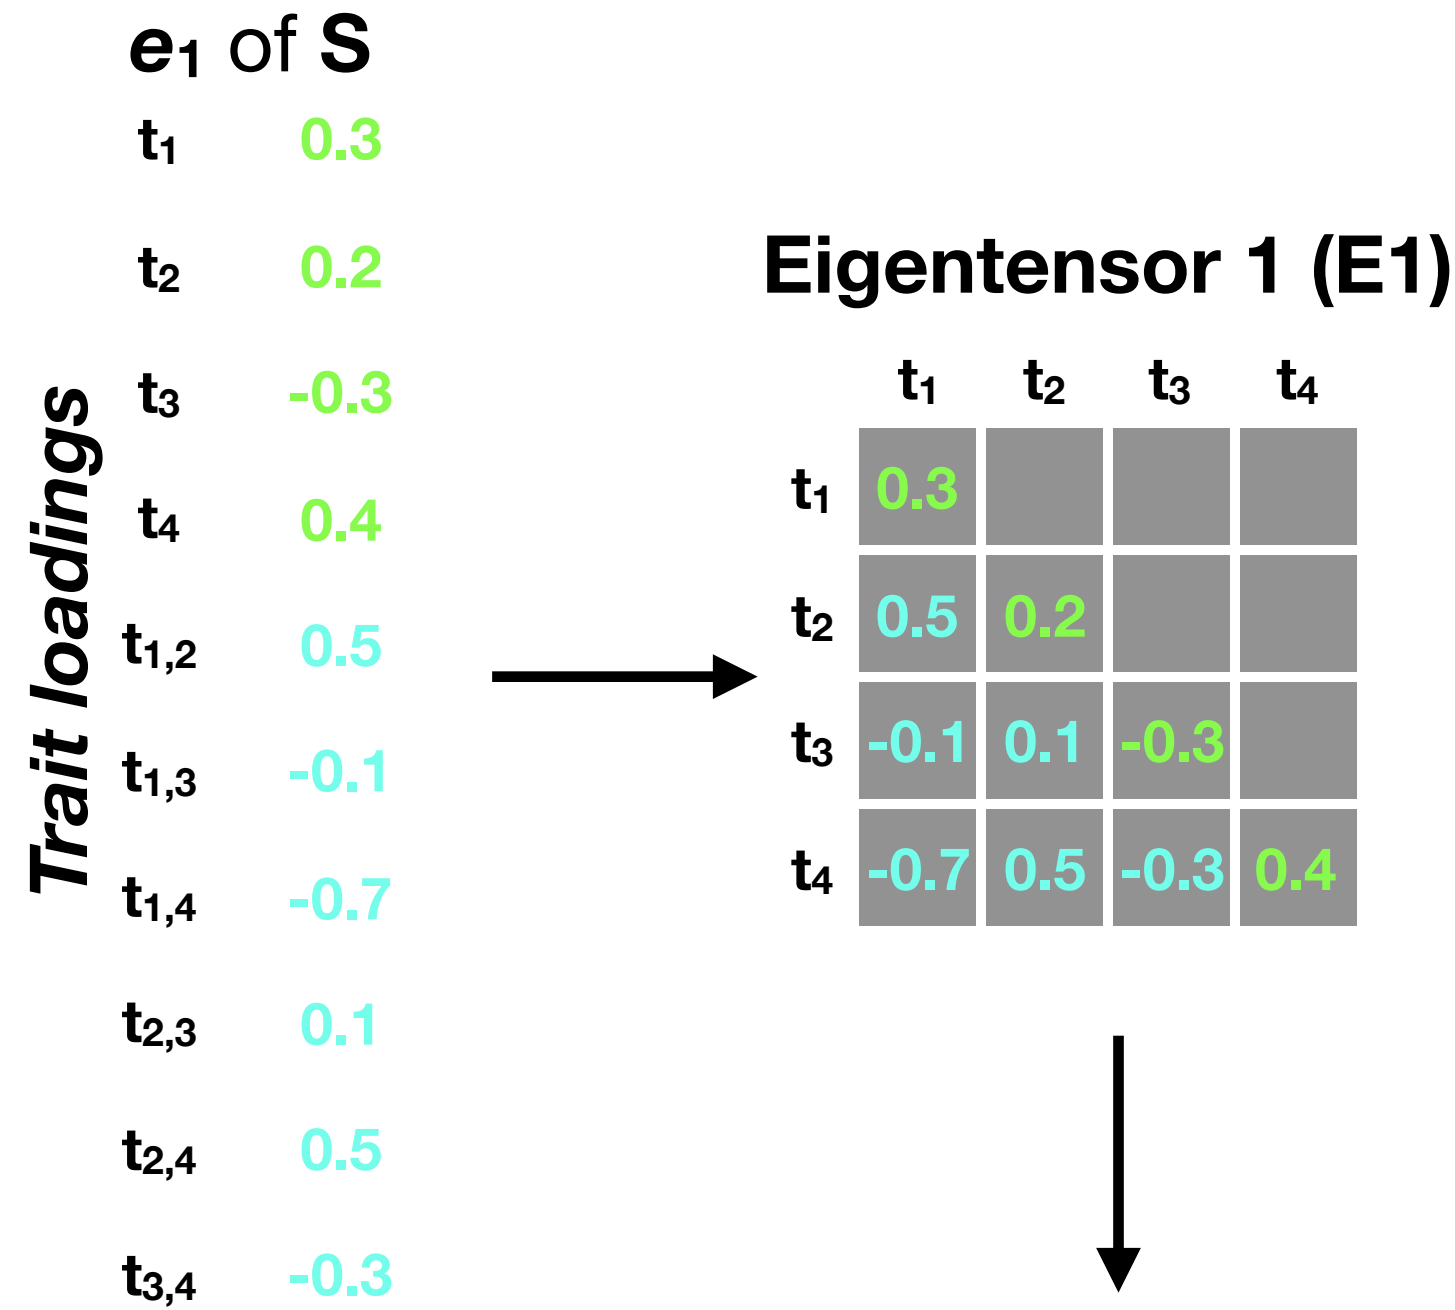 e1 of S
t1 0.3
t2 0.2
t3 -0.3
t4 0.4
t1,2 0.5
t1,3 -0.1
t1,4 -0.7
t2,3 0.1
t2,4 0.5
t3,4 -0.3
Trait loadings
Eigentensor 1 (E1)
t1 t2 t3 t4
t1 0.3
t2 0.5 0.2
t3 -0.1 0.1 -0.3
t4 -0.7 0.5 -0.3 0.4